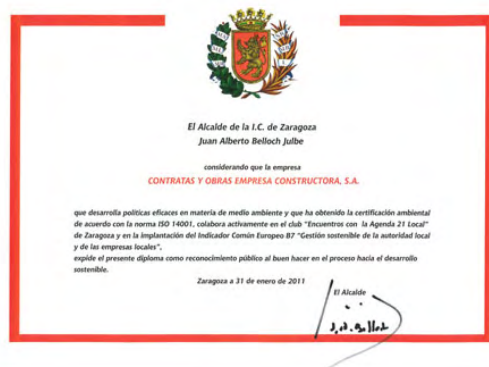 El Alcalde de la I.C. de Zaragoza
Juan Alberto Belloch Julbe
considerando que la empresa
CONTRATAS Y OBRAS EMPRESA CONSTRUCTORA, S.A.
que desarrolla políticas eficaces en materia de medio ambiente y que ha obtenido la certificación ambiental
de acuerdo con la norma ISO 14001, colabora activamente en el club "Encuentros con la Agenda 21 Local"
de Zaragoza y en la implantación del Indicador Común Europeo B7 "Gestión sostenible de la autoridad local
y de las empresas locales",
expide el presente diploma como reconocimiento público al buen hacer en el proceso hacia el desarrollo
sostenible.
Zaragoza a 31 de enero de 2011
El Alcalde